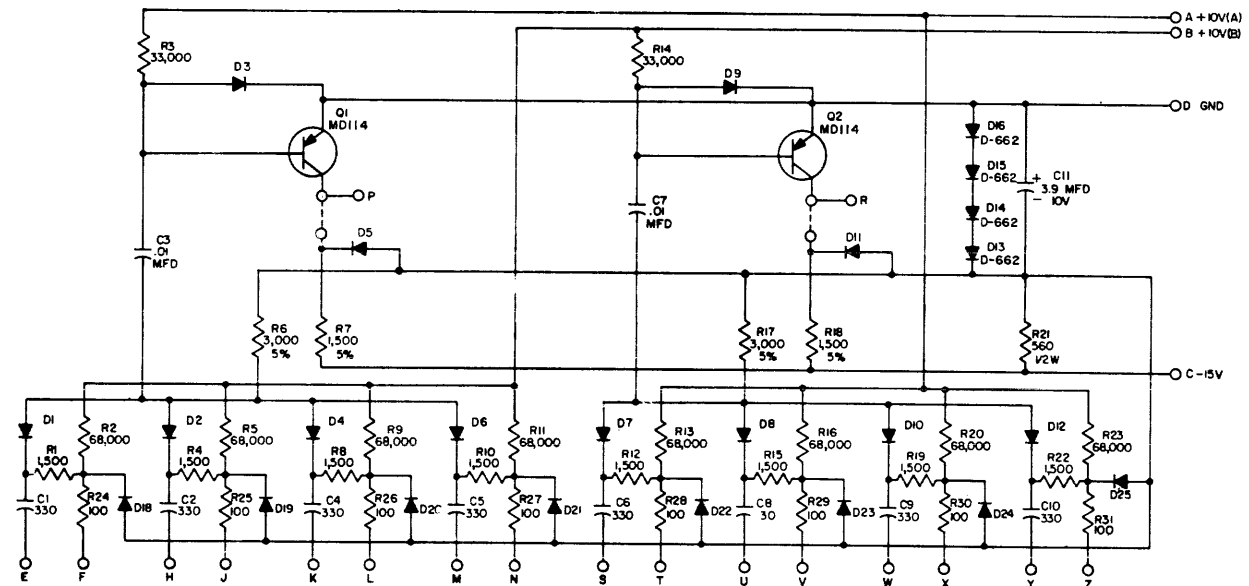 A +10V(A)
B +10V(B)
R3
33,000
R14
33,000
D3
D9
D GND
Q1
MD114
Q2
MD114
D16
D-662
D15
D-662
D14
D-662
D13
D-662
+ C11
3.9 MFD
- 10V
P
R
C7
.01
MFD
C3
.01
MFD
D5
D11
R6
3,000
5%
R7
1,500
5%
R17
3,000
5%
R18
1,500
5%
R21
560
1/2W
C-15V
D1
R2
68,000
D2
R5
68,000
D4
R9
68,000
D6
R11
68,000
D7
R13
68,000
D8
R16
68,000
D10
R20
68,000
D12
R23
68,000
R1
1,500
R4
1,500
R8
1,500
R10
1,500
R12
1,500
R15
1,500
R19
1,500
R22
1,500
D25
C1
330
R24
100
D18
C2
330
R25
100
D19
C4
330
R26
100
D20
C5
330
R27
100
D21
C6
330
R28
100
D22
C8
30
R29
100
D23
C9
330
R30
100
D24
C10
330
R31
100
E F H J K L M N S T U V W X Y Z